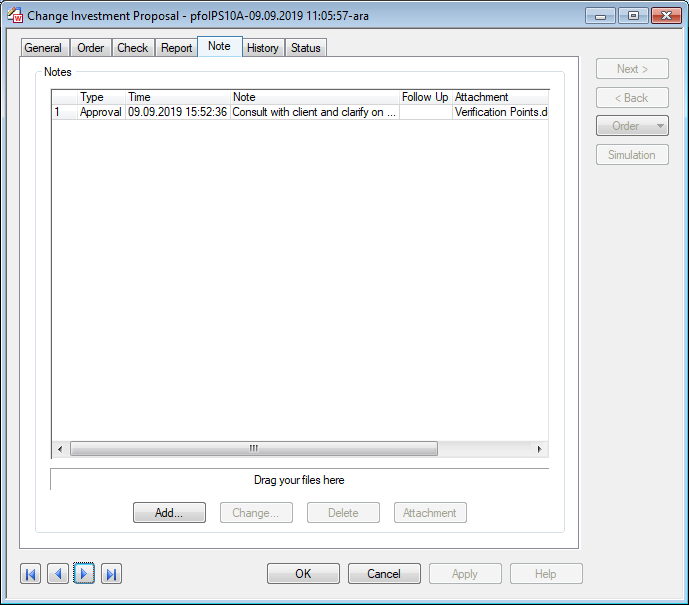 Change Investment Proposal - pfoIPS10A-09.09.2019 11:05:57-ara
General Order Check Report Note History Status
Next >
< Back
Order
Simulation
Notes
Type Time Note Follow Up Attachment
1 Approval 09.09.2019 15:52:36 Consult with client and clarify on ... Verification Points.d
Drag your files here
Add... Change... Delete Attachment
OK Cancel Apply Help